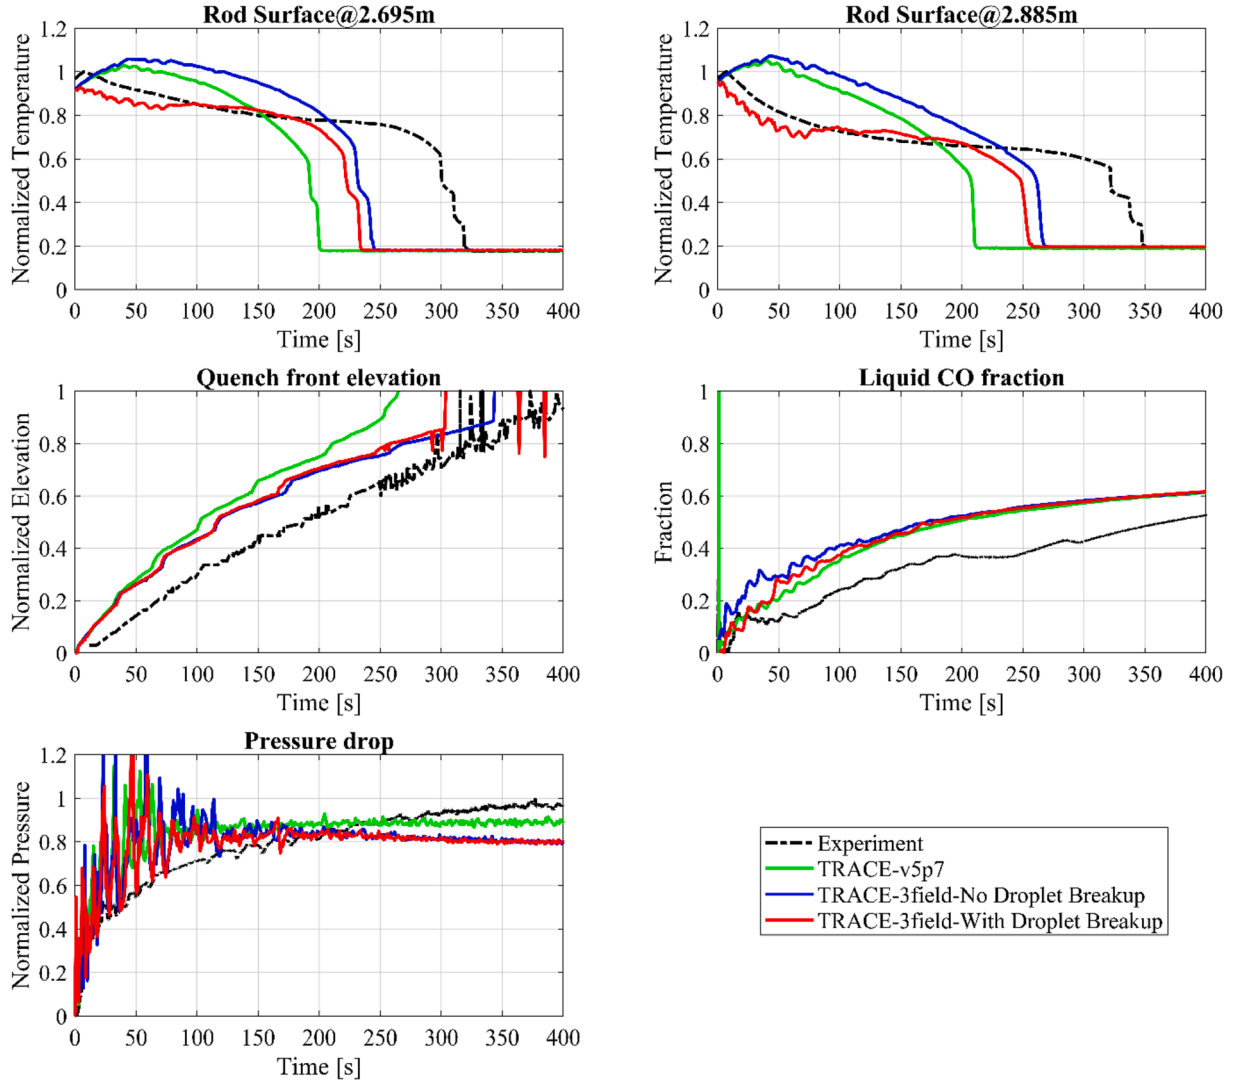 Rod Surface@2.695m
Normalized Temperature
1.2
1
0.8
0.6
0.4
0.2
0
0 50 100 150 200 250 300 350 400
Time [s]
Rod Surface@2.885m
Normalized Temperature
1.2
1
0.8
0.6
0.4
0.2
0
0 50 100 150 200 250 300 350 400
Time [s]
Quench front elevation
Normalized Elevation
1
0.8
0.6
0.4
0.2
0
0 50 100 150 200 250 300 350 400
Time [s]
Liquid CO fraction
Fraction
1
0.8
0.6
0.4
0.2
0
0 50 100 150 200 250 300 350 400
Time [s]
Pressure drop
Normalized Pressure
1.2
1
0.8
0.6
0.4
0.2
0
0 50 100 150 200 250 300 350 400
Time [s]
Experiment
TRACE-v5p7
TRACE-3field-No Droplet Breakup
TRACE-3field-With Droplet Breakup